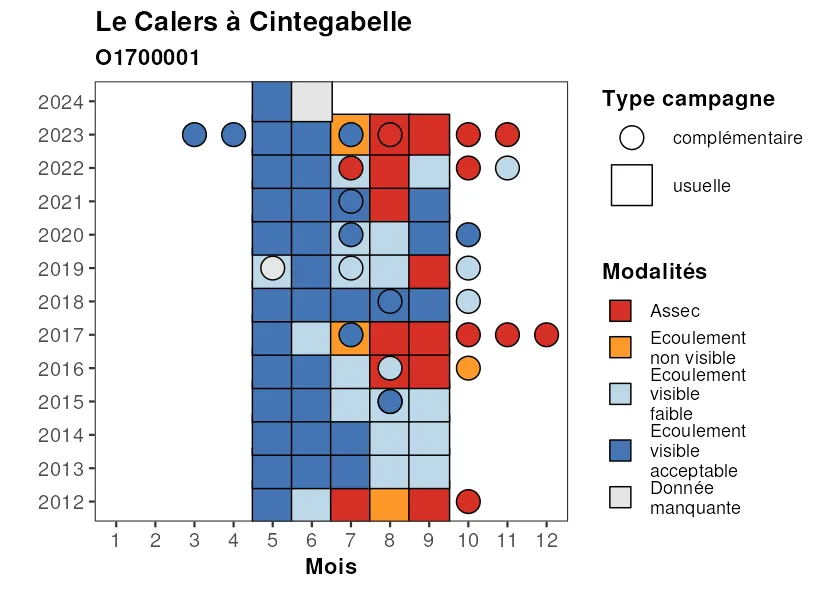 Le Calers à Cintegabelle
O1700001
2024
2023
2022
2021
2020
2019
2018
2017
2016
2015
2014
2013
2012
1 2 3 4 5 6 7 8 9 10 11 12
Mois
Type campagne
complémentaire
usuelle
Modalités
Assec
Ecoulement
non visible
Ecoulement
visible
faible
Ecoulement
visible
acceptable
Donnée
manquante